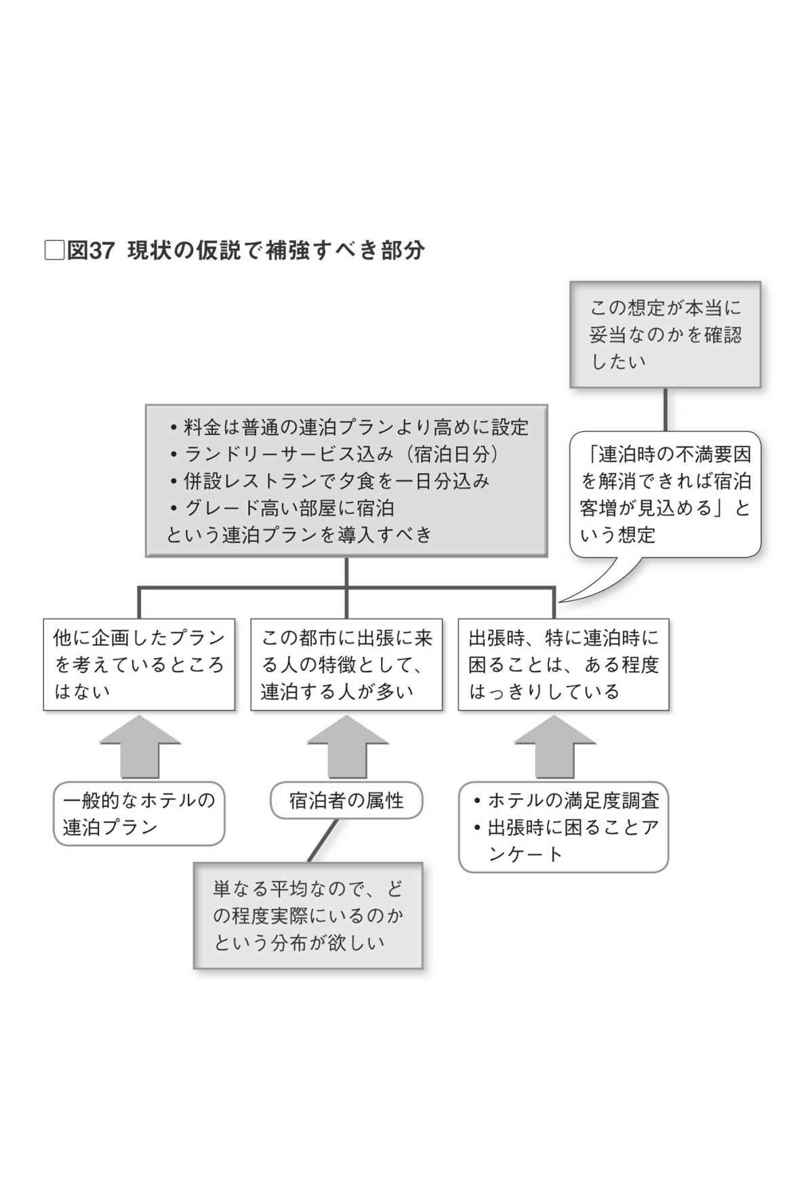 □図37 現状の仮説で補強すべき部分
この想定が本当に
妥当なのかを確認
したい
・料金は普通の連泊プランより高めに設定
・ランドリーサービス込み（宿泊日分）
・併設レストランで夕食を一日分込み
・グレード高い部屋に宿泊
という連泊プランを導入すべき
「連泊時の不満要因
を解消できれば宿泊
客増が見込める」と
いう想定
他に企画したプラン
を考えているところ
はない
この都市に出張に来
る人の特徴として、
連泊する人が多い
出張時、特に連泊時に
困ることは、ある程度
はっきりしている
一般的なホテルの
連泊プラン
宿泊者の属性
・ホテルの満足度調査
・出張時に困ることア
ンケート
単なる平均なので、ど
の程度実際にいるのか
という分布が欲しい